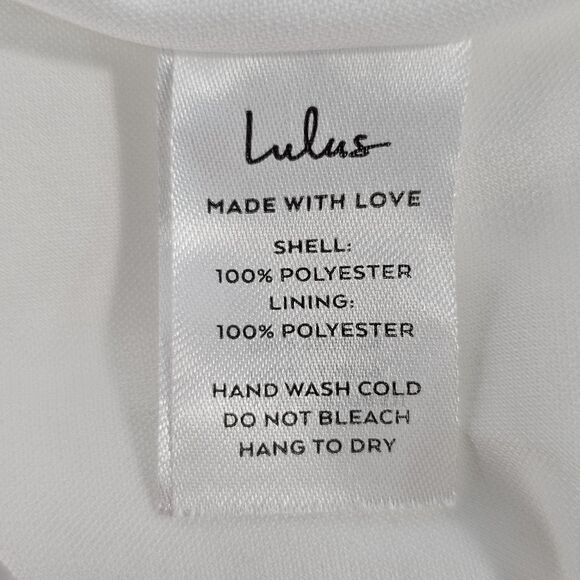 Lulus
MADE WITH LOVE
SHELL:
100% POLYESTER
LINING:
100% POLYESTER
HAND WASH COLD
DO NOT BLEACH
HANG TO DRY